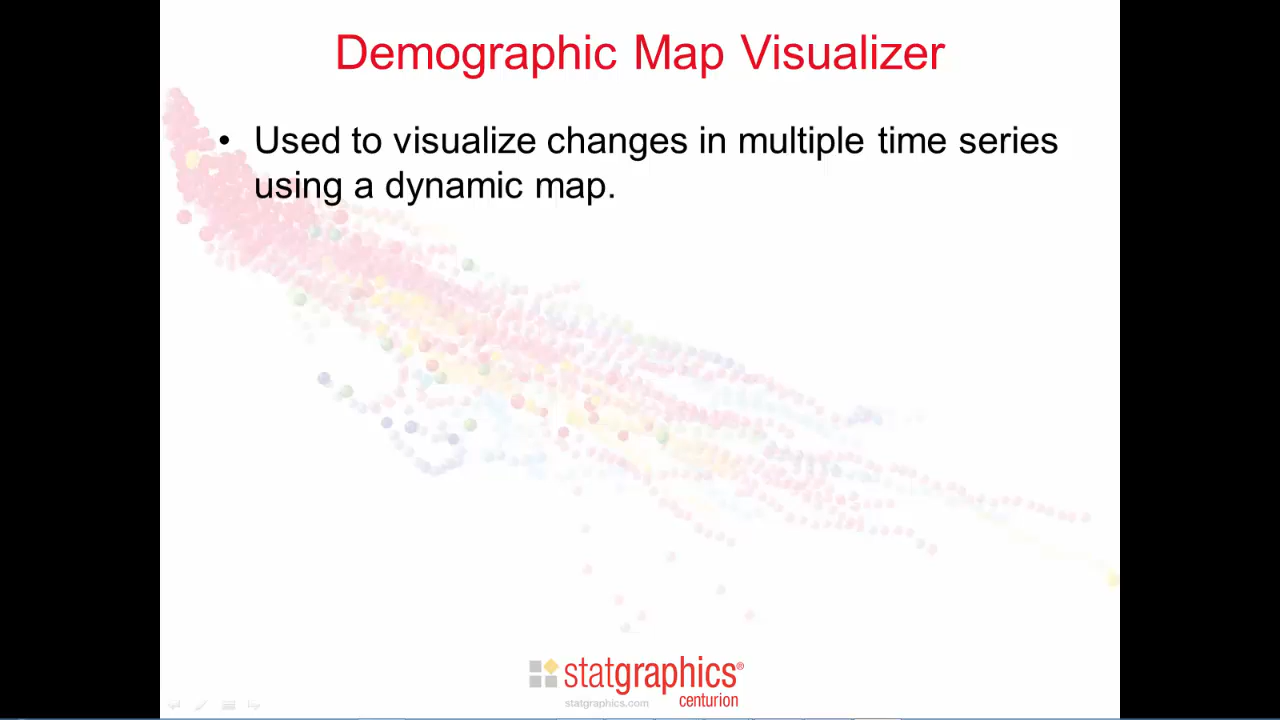 Demographic Map Visualizer
• Used to visualize changes in multiple time series
using a dynamic map.
statgraphics®
statgraphics.com
centurion